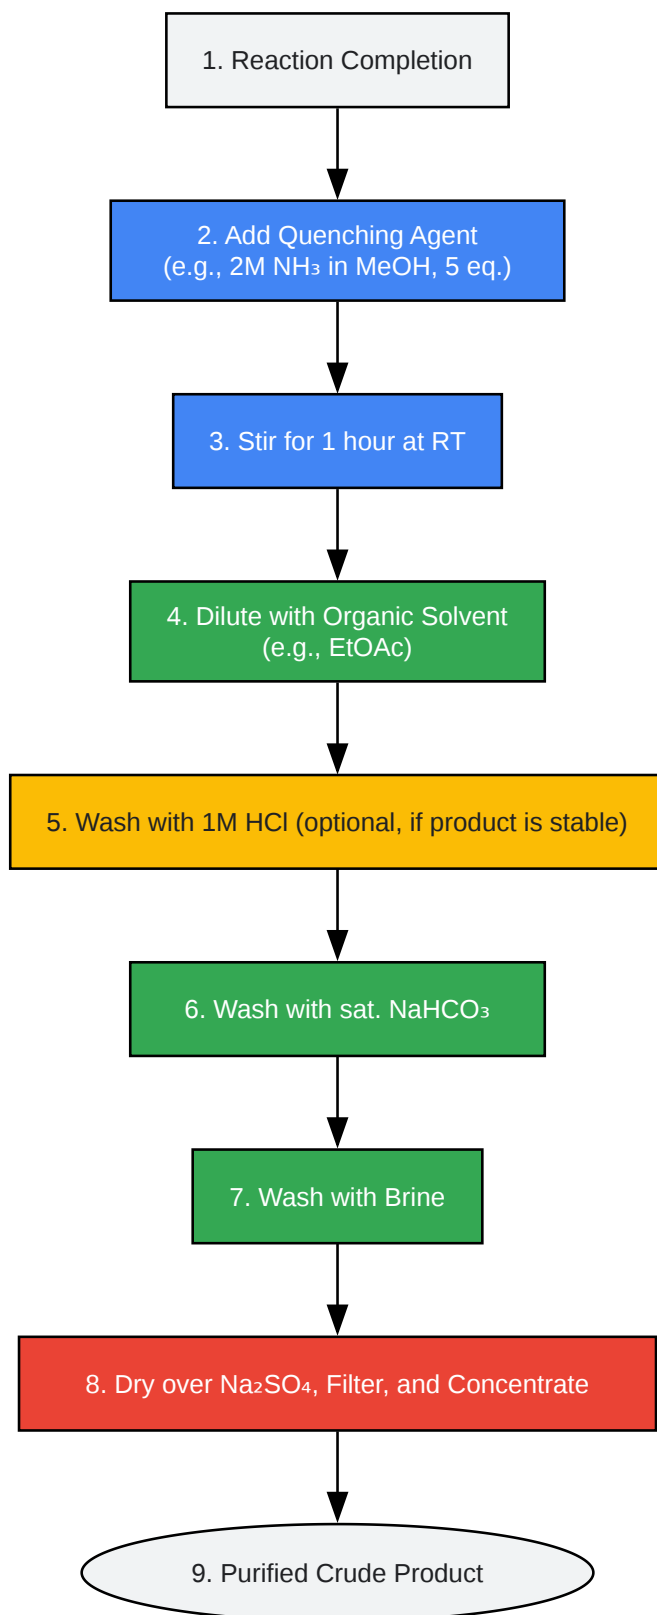 1. Reaction Completion
2. Add Quenching Agent
(e.g., 2M NH₃ in MeOH, 5 eq.)
3. Stir for 1 hour at RT
4. Dilute with Organic Solvent
(e.g., EtOAc)
5. Wash with 1M HCl (optional, if product is stable)
6. Wash with sat. NaHCO₃
7. Wash with Brine
8. Dry over Na₂SO₄, Filter, and Concentrate
9. Purified Crude Product